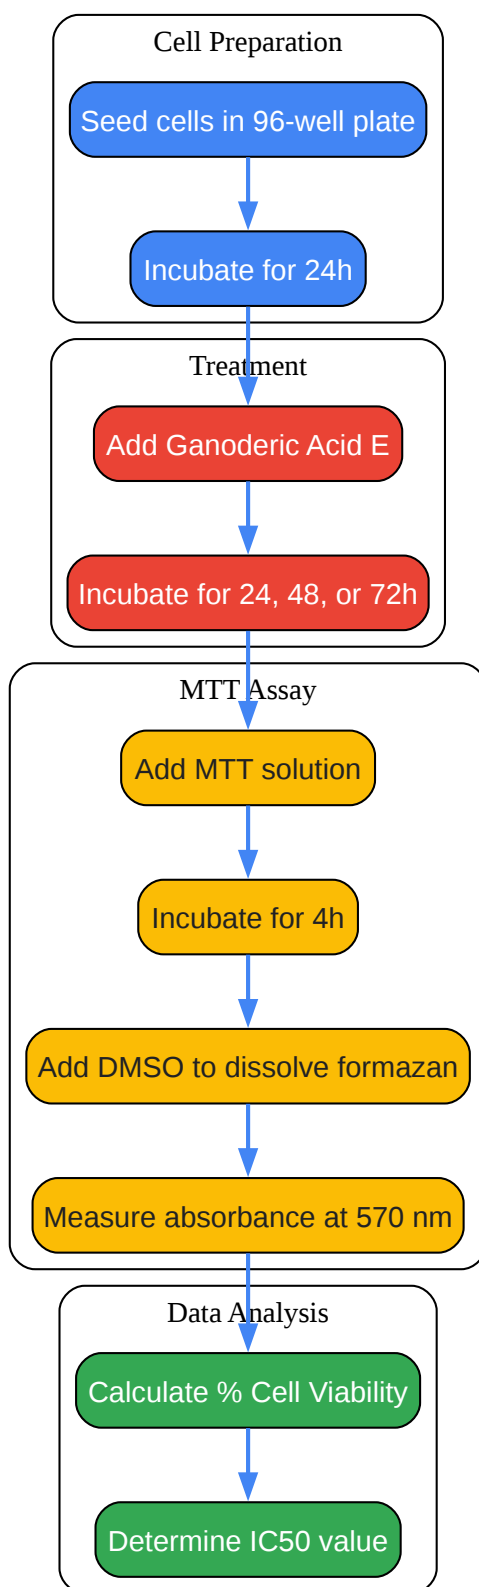 Cell Preparation
Seed cells in 96-well plate
Incubate for 24h
Treatment
Add Ganoderic Acid E
Incubate for 24, 48, or 72h
MTT Assay
Add MTT solution
Incubate for 4h
Add DMSO to dissolve formazan
Measure absorbance at 570 nm
Data Analysis
Calculate % Cell Viability
Determine IC50 value